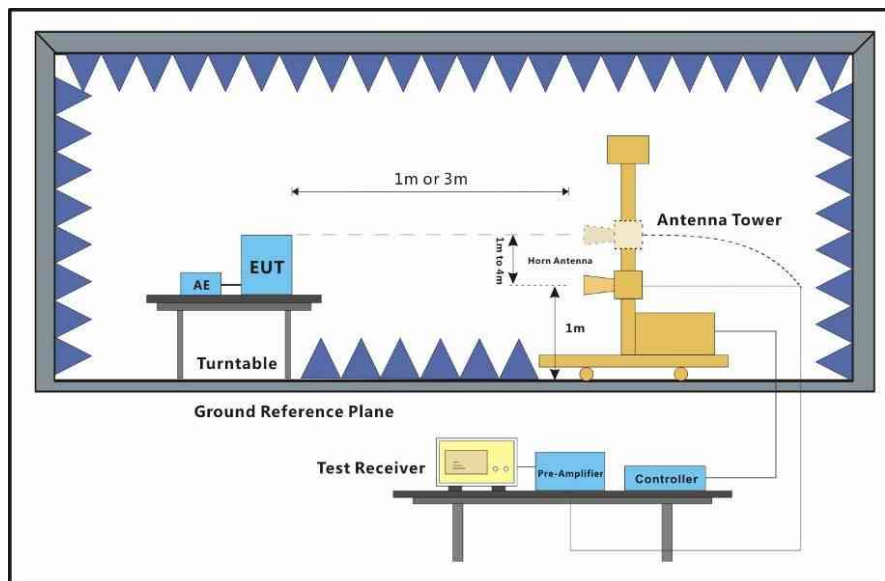 1m or 3m
Antenna Tower
1m to 4m
Horn Antenna
EUT
AE
1m
Turntable
Ground Reference Plane
Test Receiver
Pre-Amplifier
Controller